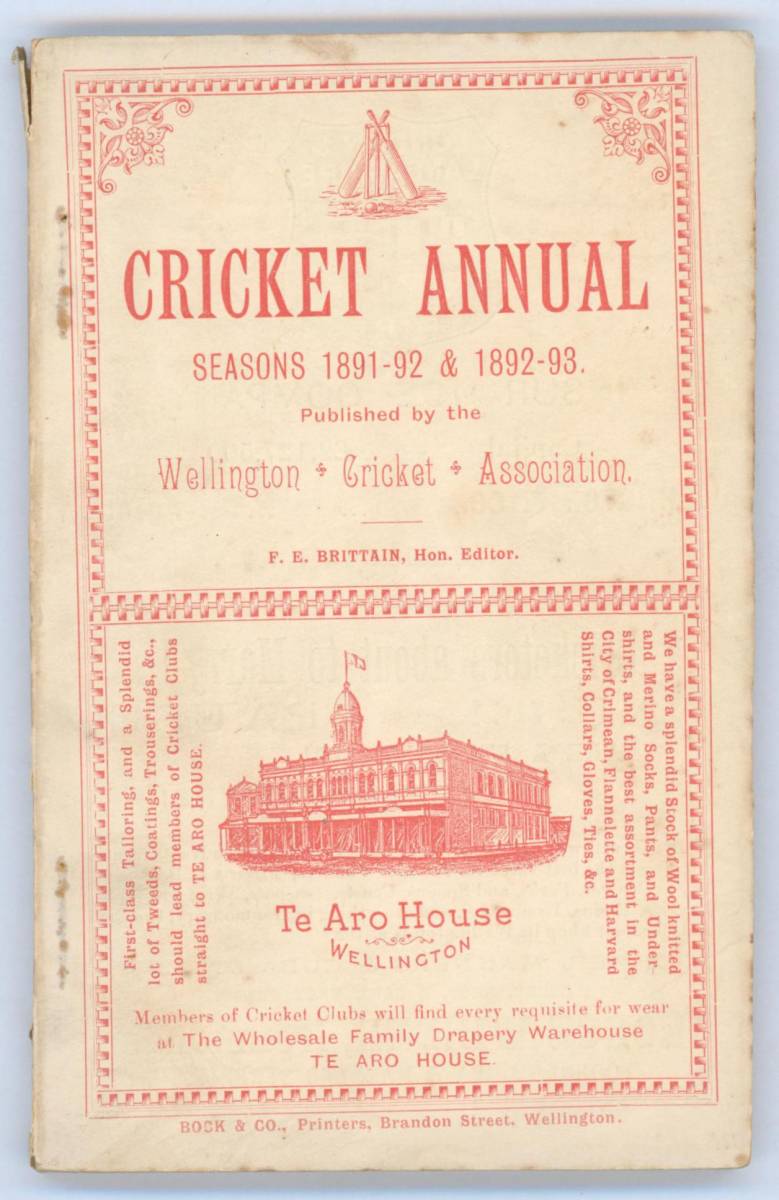 CRICKET ANNUAL
SEASONS 1891-92 & 1892-93.
Published by the
Wellington Cricket Association.
F. E. BRITTAIN, Hon. Editor.
First-class Tailoring, and a Splendid
lot of Tweeds, Coatings, Trouserings, &c.,
should lead members of Cricket Clubs
straight to TE ARO HOUSE.
We have a splendid Stock of Wool knitted
and Merino Socks, Pants, and Under-
shirts, and the best assortment in the
City of Crimean, Flannelette and Harvard
Shirts, Collars, Gloves, Ties, &c.
Te Aro House
WELLINGTON
Members of Cricket Clubs will find every requisite for wear
at The Wholesale Family Drapery Warehouse
TE ARO HOUSE.
BOCK & CO., Printers, Brandon Street, Wellington.